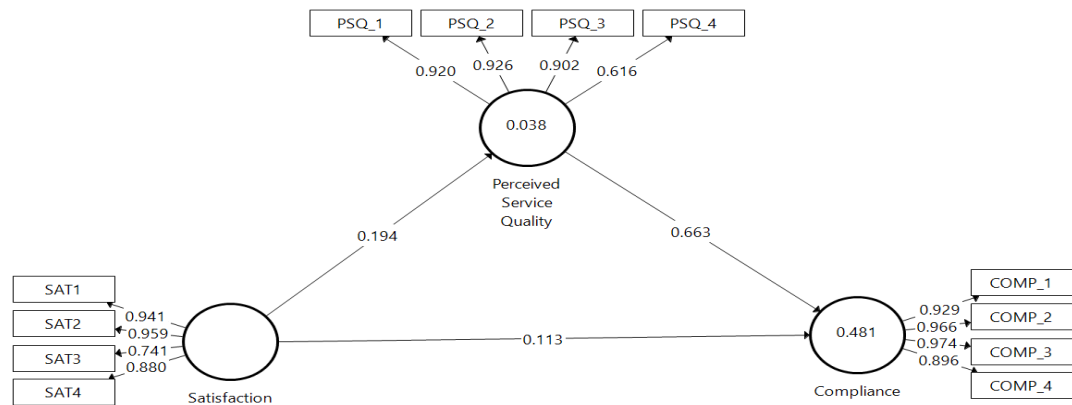 PSQ_1
PSQ_2
PSQ_3
PSQ_4
0.920
0.926
0.902
0.616
0.038
Perceived
Service
Quality
0.194
0.663
SAT1
SAT2
SAT3
SAT4
0.941
0.959
0.741
0.880
Satisfaction
0.113
0.481
Compliance
0.929
0.966
0.974
0.896
COMP_1
COMP_2
COMP_3
COMP_4